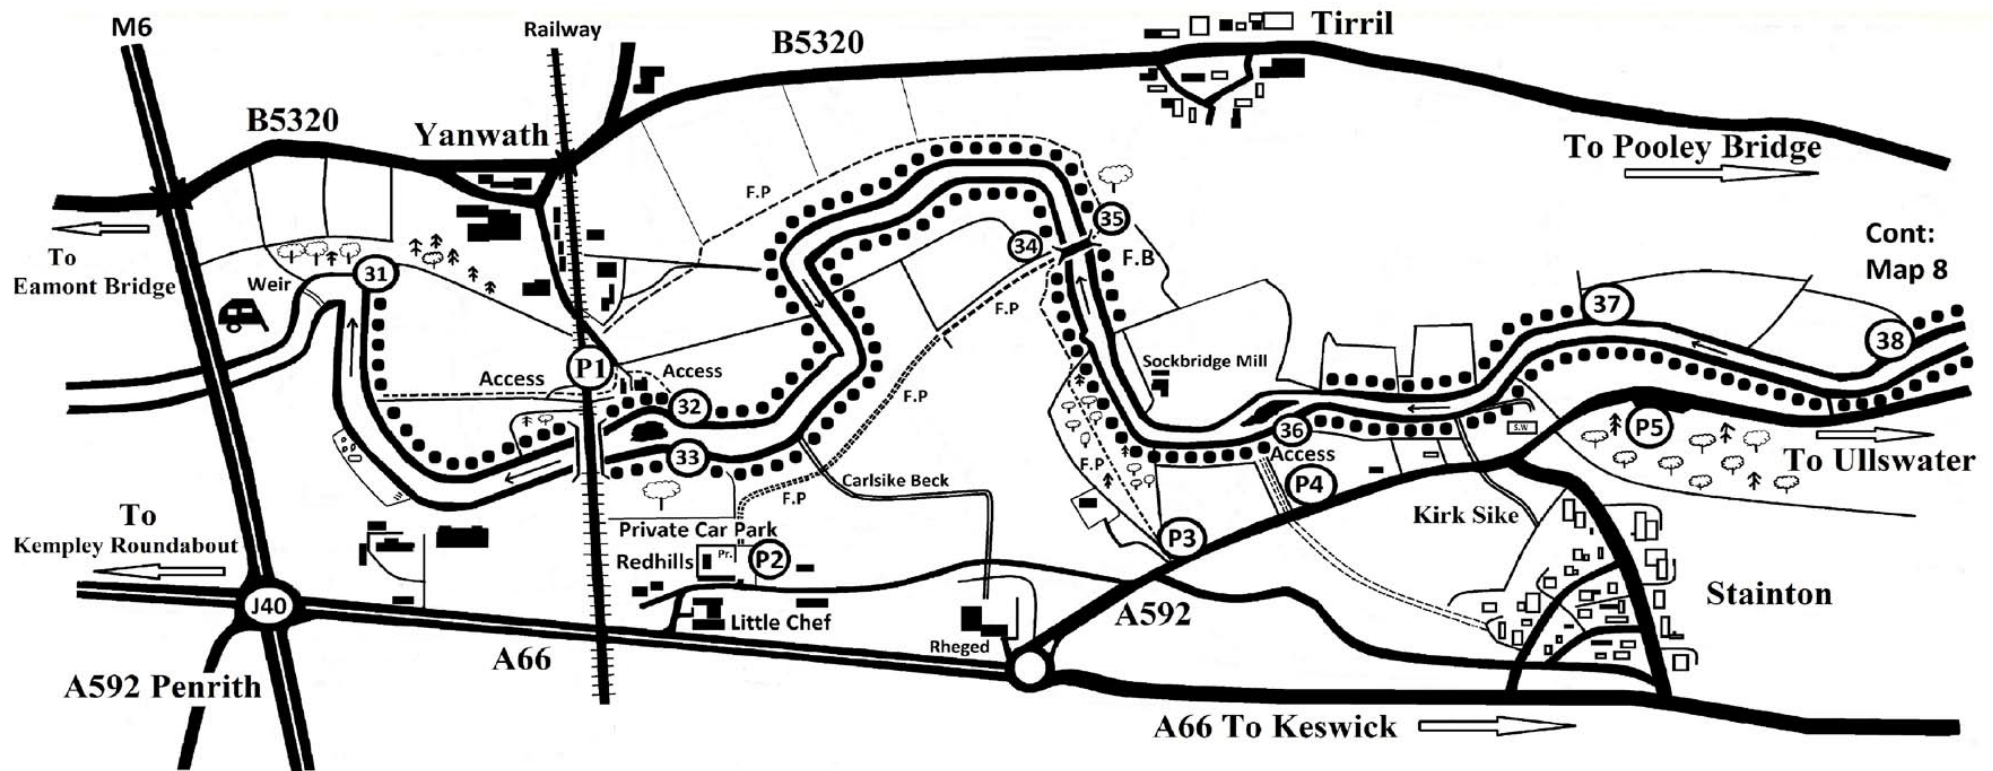 M6
Railway
B5320
Tirril
B5320
Yanwath
To Pooley Bridge
F.P
35
Cont:
Map 8
To
Eamont Bridge
Weir
31
34
F.B
F.P
37
38
Sockbridge Mill
P1
Access
Access
32
F.P
36
P5
Access
To Ullswater
33
F.P
P4
Carlsike Beck
F.P
Kirk Sike
S.W
To
Kempley Roundabout
Private Car Park
Redhills
Pr.
P2
P3
J40
Little Chef
A592
Stainton
Rheged
A66
A592 Penrith
A66 To Keswick